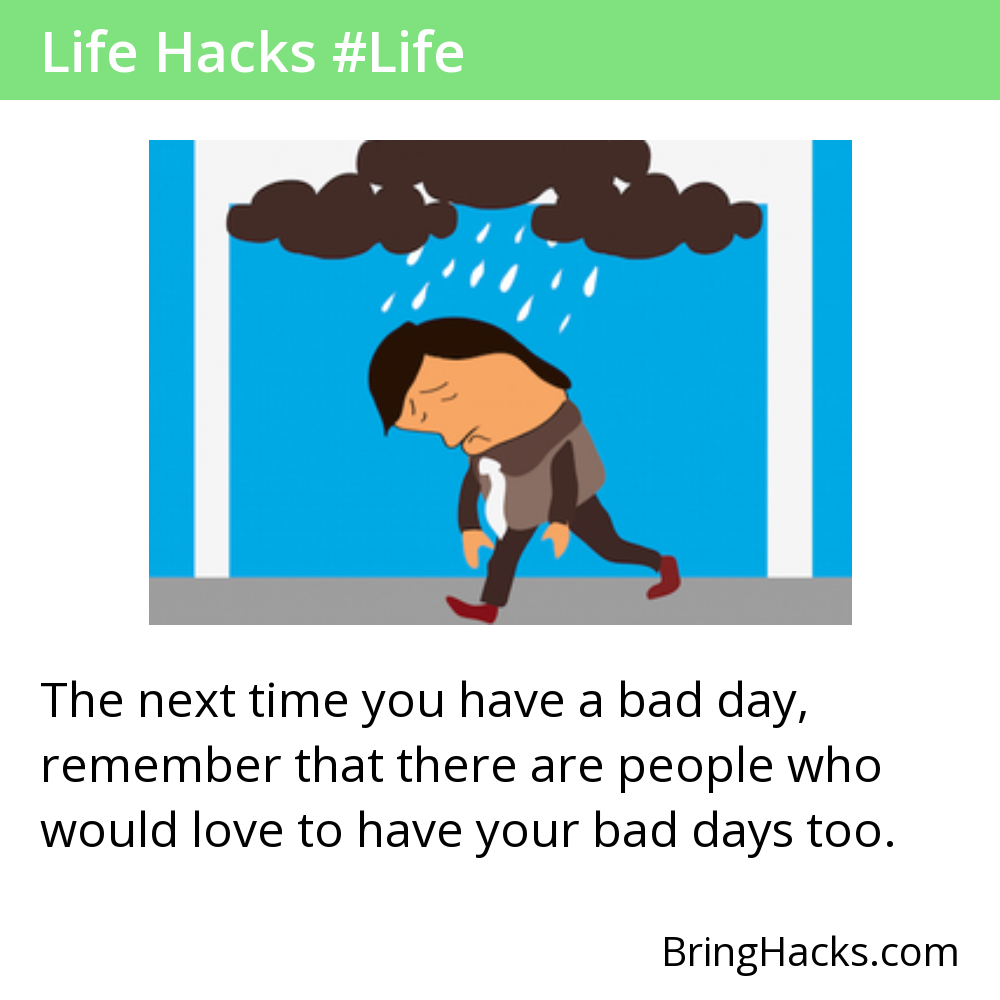 Life Hacks #Life
The next time you have a bad day,
remember that there are people who
would love to have your bad days too.
BringHacks.com